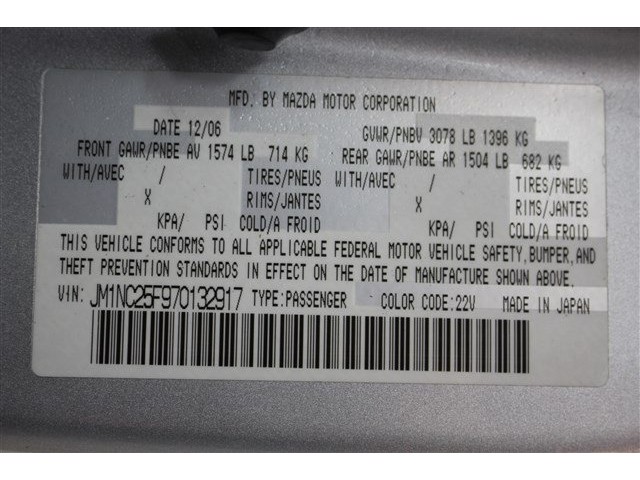 MFD. BY MAZDA MOTOR CORPORATION
DATE 12/06 GVWR/PNBV 3078 LB 1396 KG
FRONT GAWR/PNBE AV 1574 LB 714 KG REAR GAWR/PNBE AR 1504 LB 682 KG
WITH/AVEC / TIRES/PNEUS WITH/AVEC / TIRES/PNEUS
X RIMS/JANTES X RIMS/JANTES
KPA/ PSI COLD/A FROID KPA/ PSI COLD/A FROID
THIS VEHICLE CONFORMS TO ALL APPLICABLE FEDERAL MOTOR VEHICLE SAFETY, BUMPER, AND
THEFT PREVENTION STANDARDS IN EFFECT ON THE DATE OF MANUFACTURE SHOWN ABOVE.
VIN: JM1NC25F970132917 TYPE:PASSENGER COLOR CODE:22V MADE IN JAPAN